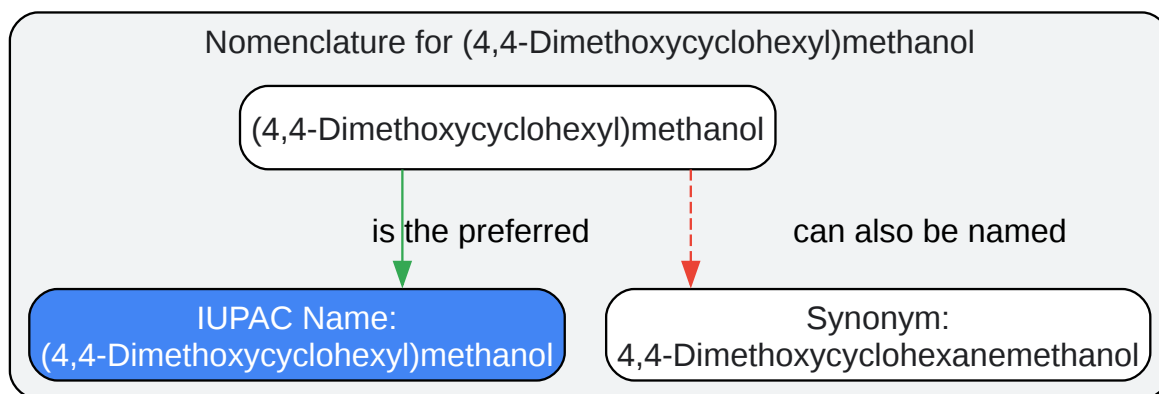 Nomenclature for (4,4-Dimethoxycyclohexyl)methanol
(4,4-Dimethoxycyclohexyl)methanol
is the preferred
can also be named
IUPAC Name:
(4,4-Dimethoxycyclohexyl)methanol
Synonym:
4,4-Dimethoxycyclohexanemethanol